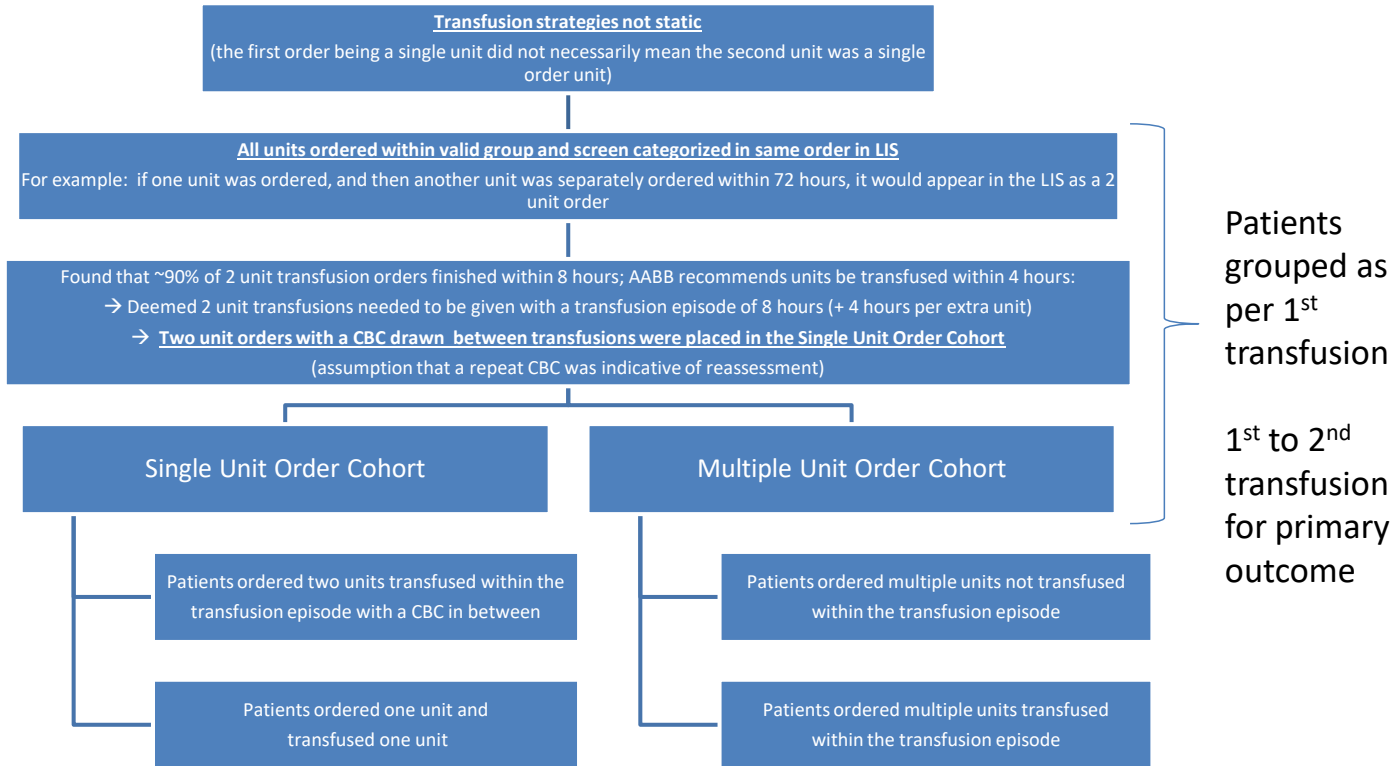 Transfusion strategies not static
(the first order being a single unit did not necessarily mean the second unit was a single
order unit)
All units ordered within valid group and screen categorized in same order in LIS
For example: if one unit was ordered, and then another unit was separately ordered within 72 hours, it would appear in the LIS as a 2
unit order
Found that ~90% of 2 unit transfusion orders finished within 8 hours; AABB recommends units be transfused within 4 hours:
→ Deemed 2 unit transfusions needed to be given with a transfusion episode of 8 hours (+ 4 hours per extra unit)
→ Two unit orders with a CBC drawn between transfusions were placed in the Single Unit Order Cohort
(assumption that a repeat CBC was indicative of reassessment)
Single Unit Order Cohort
Patients ordered two units transfused within the
transfusion episode with a CBC in between
Patients ordered one unit and
transfused one unit
Multiple Unit Order Cohort
Patients ordered multiple units not transfused
within the transfusion episode
Patients ordered multiple units transfused
within the transfusion episode
Patients
grouped as
per 1st
transfusion
1st to 2nd
transfusion
for primary
outcome